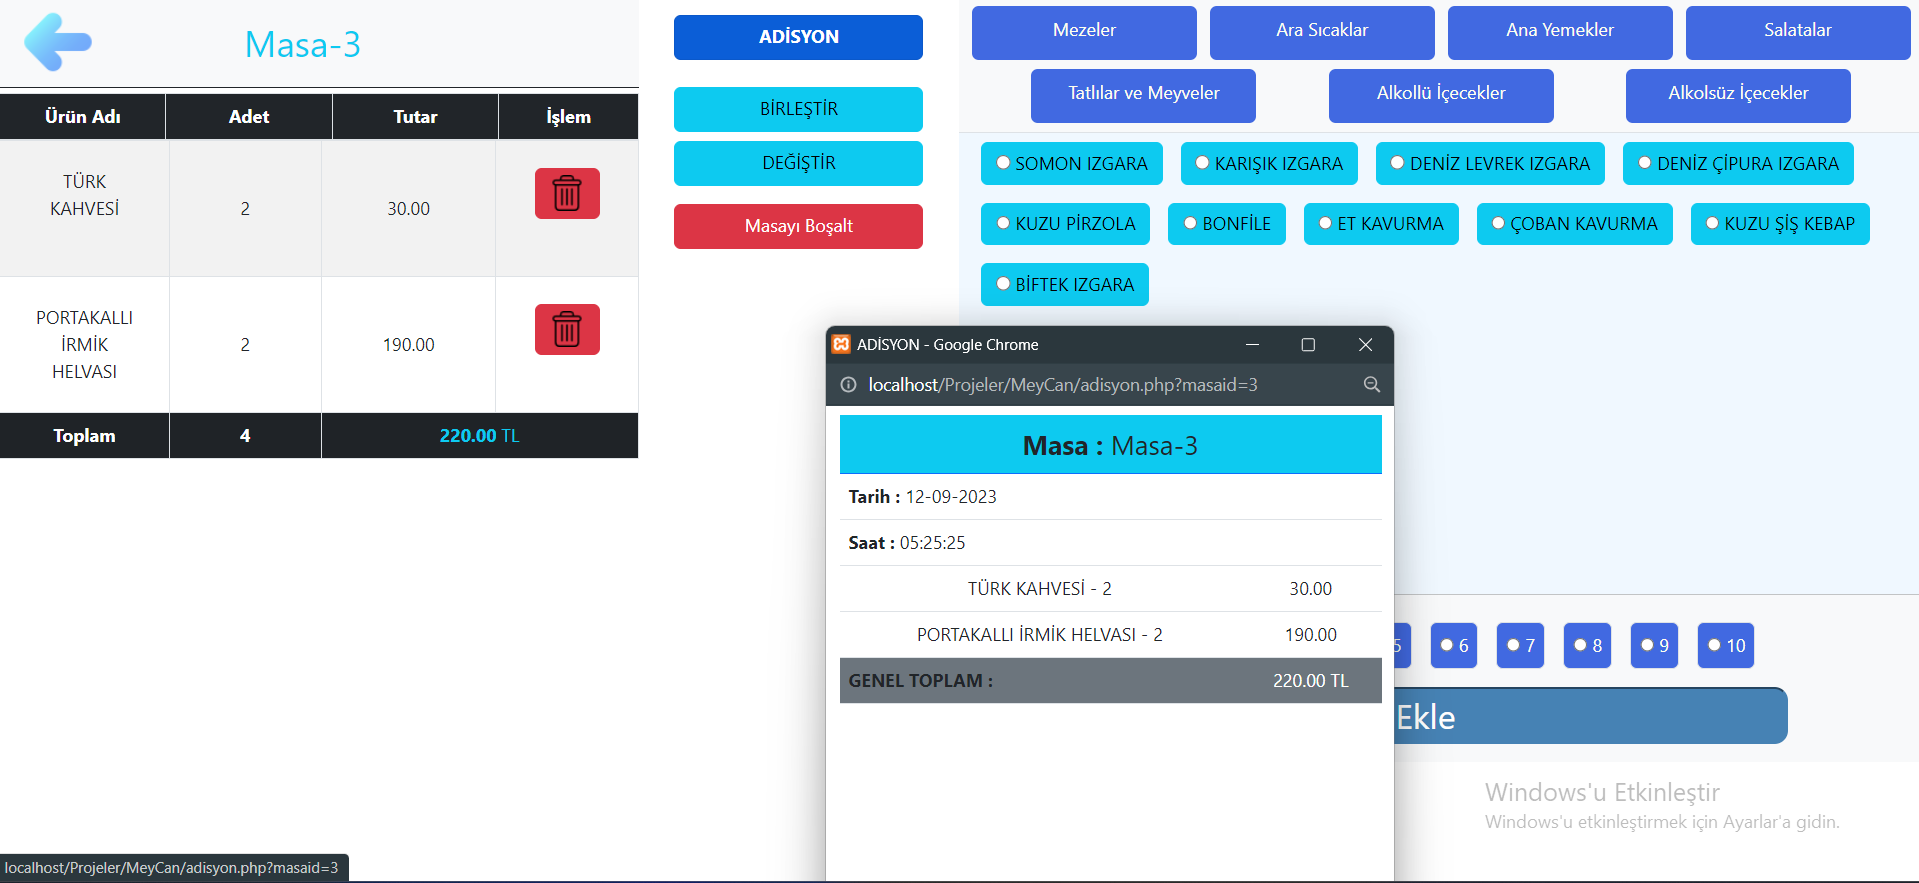 Masa-3
Ürün Adı Adet Tutar İşlem
TÜRK
KAHVESİ 2 30.00
PORTAKALLI
İRMİK
HELVASI 2 190.00
Toplam 4 220.00 TL
ADİSYON
BİRLEŞTİR
DEĞİŞTİR
Masayı Boşalt
Mezeler Ara Sıcaklar Ana Yemekler Salatalar
Tatlılar ve Meyveler Alkollü İçecekler Alkolsüz İçecekler
SOMON IZGARA KARIŞIK IZGARA DENİZ LEVREK IZGARA DENİZ ÇİPURA IZGARA
KUZU PİRZOLA BONFİLE ET KAVURMA ÇOBAN KAVURMA KUZU ŞİŞ KEBAP
BİFTEK IZGARA
ADİSYON - Google Chrome
localhost/Projeler/MeyCan/adisyon.php?masaid=3
Masa : Masa-3
Tarih : 12-09-2023
Saat : 05:25:25
TÜRK KAHVESİ - 2 30.00
PORTAKALLI İRMİK HELVASI - 2 190.00
GENEL TOPLAM : 220.00 TL
5 6 7 8 9 10
Ekle
Windows'u Etkinleştir
Windows'u etkinleştirmek için Ayarlar'a gidin.
localhost/Projeler/MeyCan/adisyon.php?masaid=3